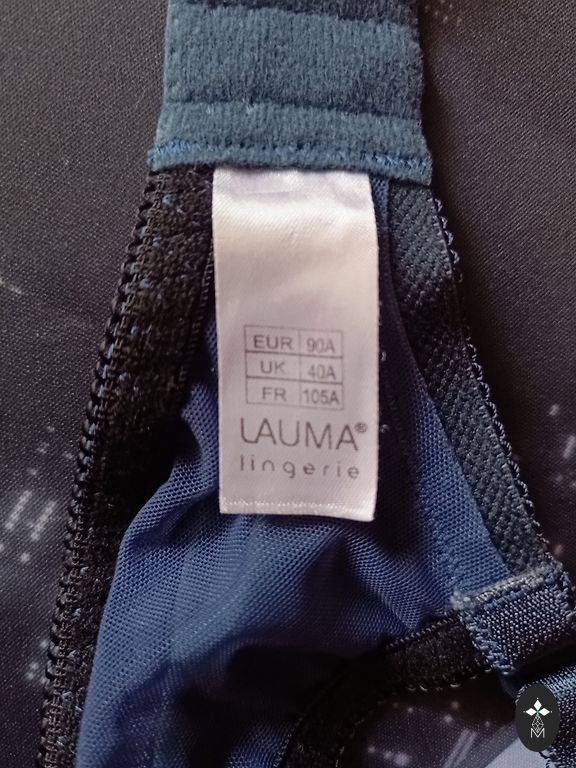 EUR 90A
UK 40A
FR 105A
LAUMA®
lingerie